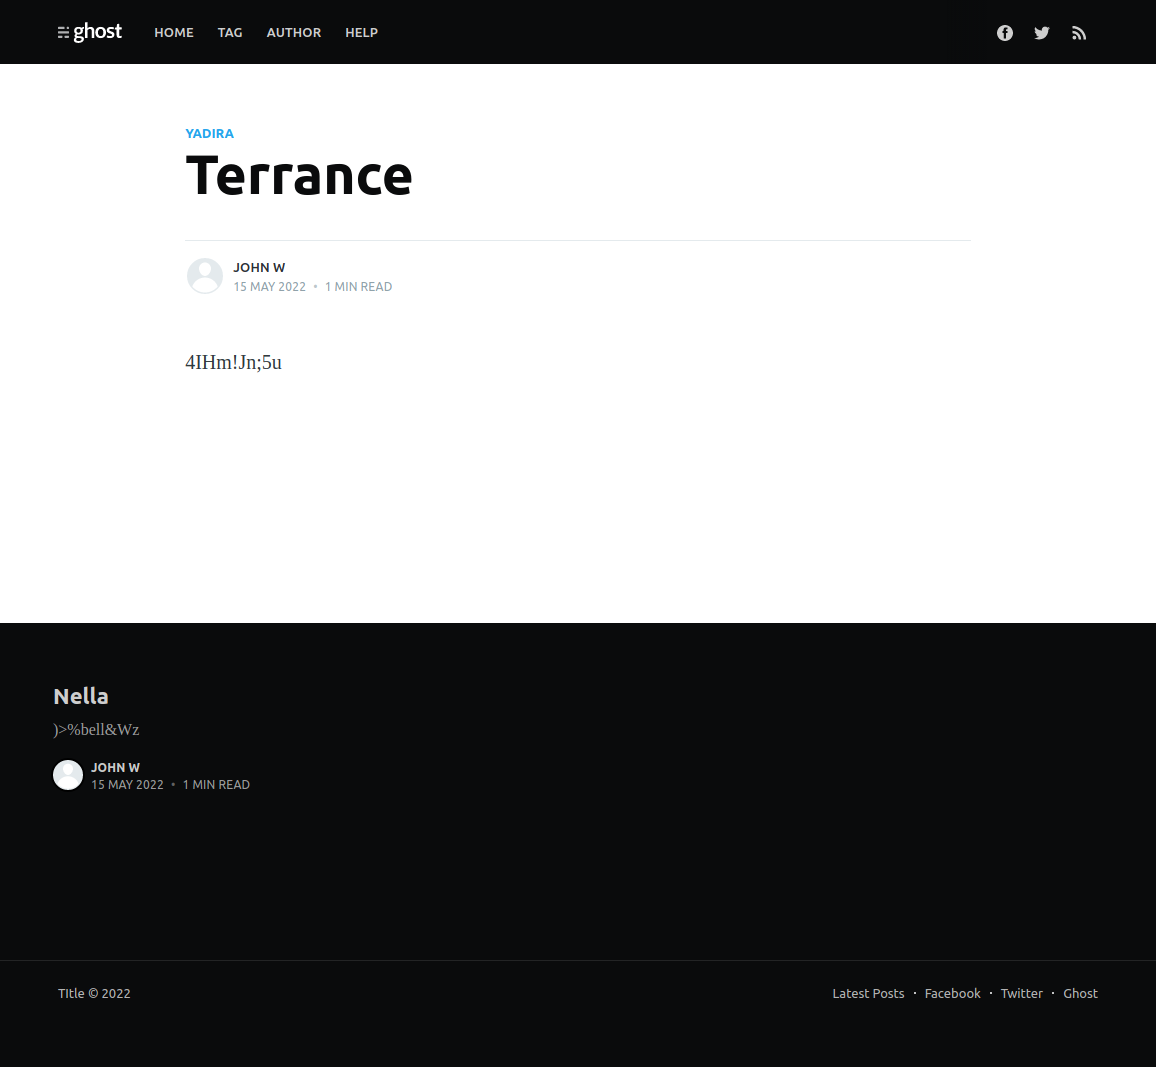 ghost HOME TAG AUTHOR HELP
YADIRA
Terrance
JOHN W
15 MAY 2022 • 1 MIN READ
4IHm!Jn;5u
Nella
)>%bell&Wz
JOHN W
15 MAY 2022 • 1 MIN READ
TItle © 2022 Latest Posts • Facebook • Twitter • Ghost